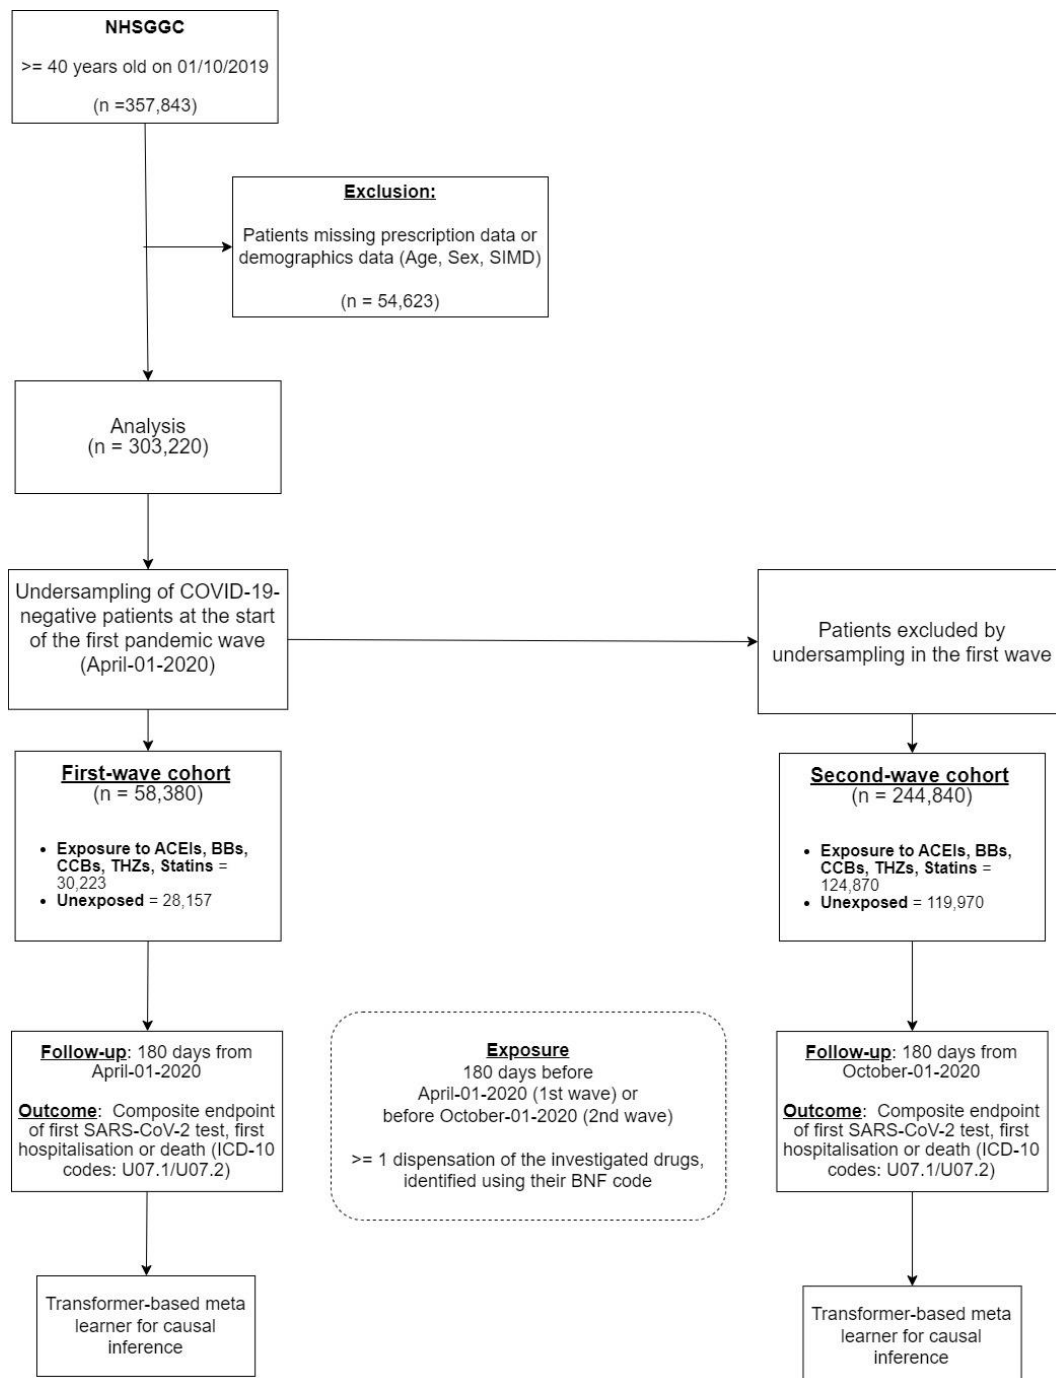 NHSGGC
>= 40 years old on 01/10/2019
(n =357,843)
Exclusion:
Patients missing prescription data or
demographics data (Age, Sex, SIMD)
(n = 54,623)
Analysis
(n = 303,220)
Undersampling of COVID-19-
negative patients at the start
of the first pandemic wave
(April-01-2020)
Patients excluded by
undersampling in the first wave
First-wave cohort
(n = 58,380)
• Exposure to ACEIs, BBs,
CCBs, THZs, Statins =
30,223
• Unexposed = 28,157
Second-wave cohort
(n = 244,840)
• Exposure to ACEIs, BBs,
CCBs, THZs, Statins =
124,870
• Unexposed = 119,970
Follow-up: 180 days from
April-01-2020
Outcome: Composite endpoint
of first SARS-CoV-2 test, first
hospitalisation or death (ICD-10
codes: U07.1/U07.2)
Exposure
180 days before
April-01-2020 (1st wave) or
before October-01-2020 (2nd wave)
>= 1 dispensation of the investigated drugs,
identified using their BNF code
Follow-up: 180 days from
October-01-2020
Outcome: Composite endpoint
of first SARS-CoV-2 test, first
hospitalisation or death (ICD-10
codes: U07.1/U07.2)
Transformer-based meta
learner for causal
inference
Transformer-based meta
learner for causal
inference